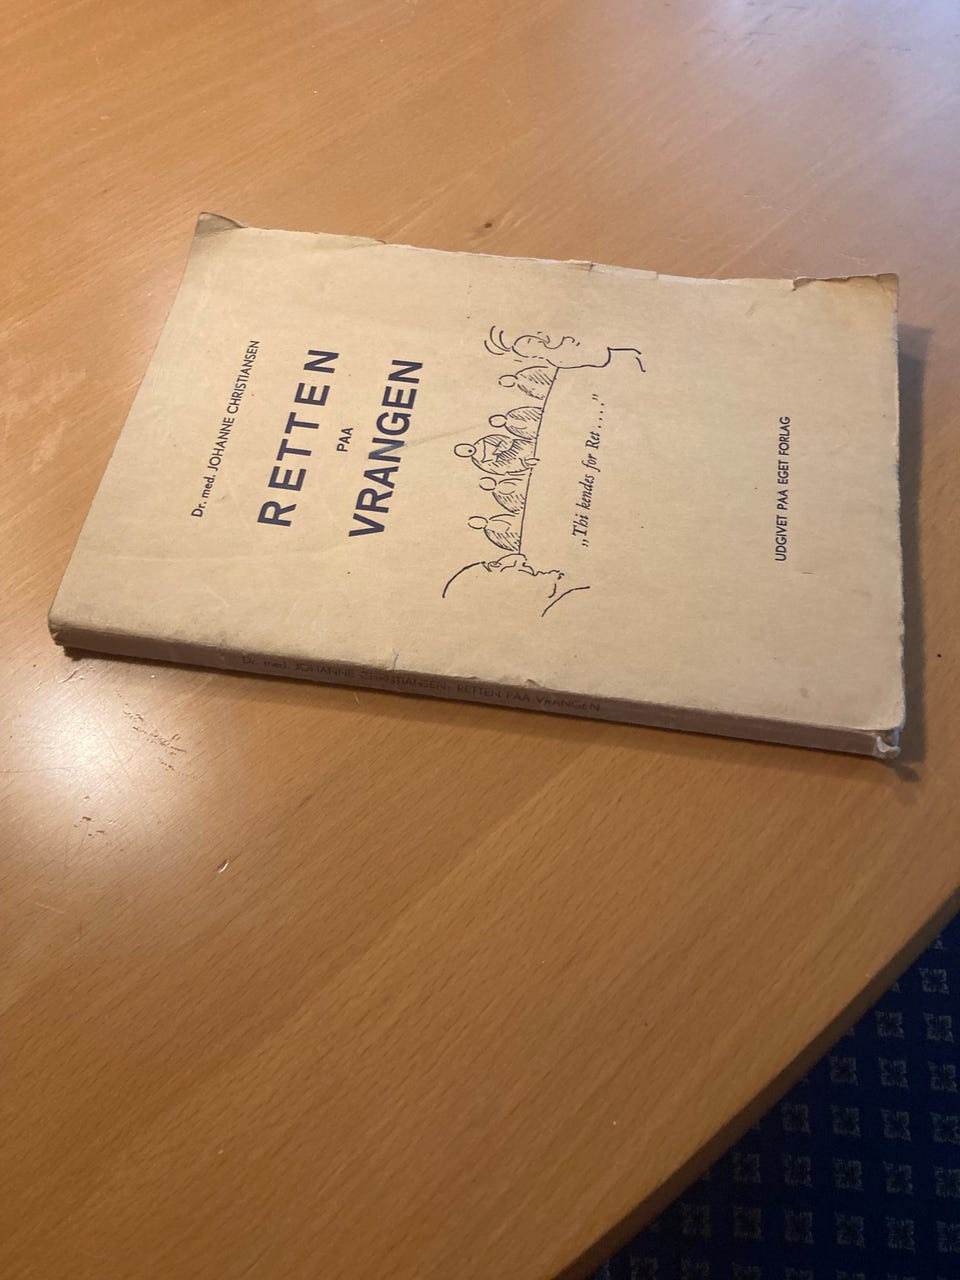 Dr. med. JOHANNE CHRISTIANSEN
RETTEN
PAA
VRANGEN
„Thi kendes for Ret . . . .”
UDGIVET PAA EGET FORLAG
Dr. med. JOHANNE CHRISTIANSEN: RETTEN PAA VRANGEN